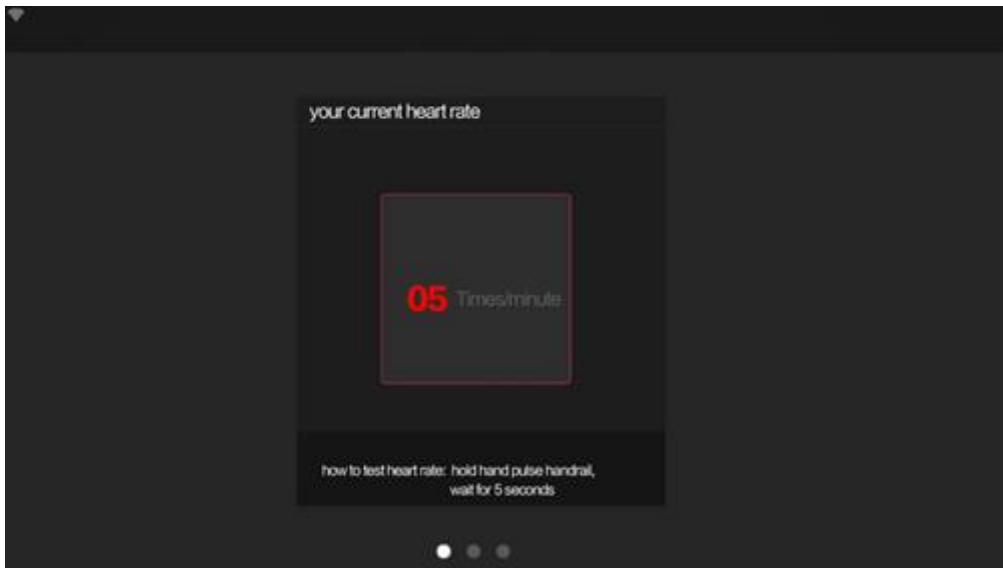 your current heart rate
05 Times/minute
how to test heart rate: hold hand pulse handrail,
wait for 5 seconds